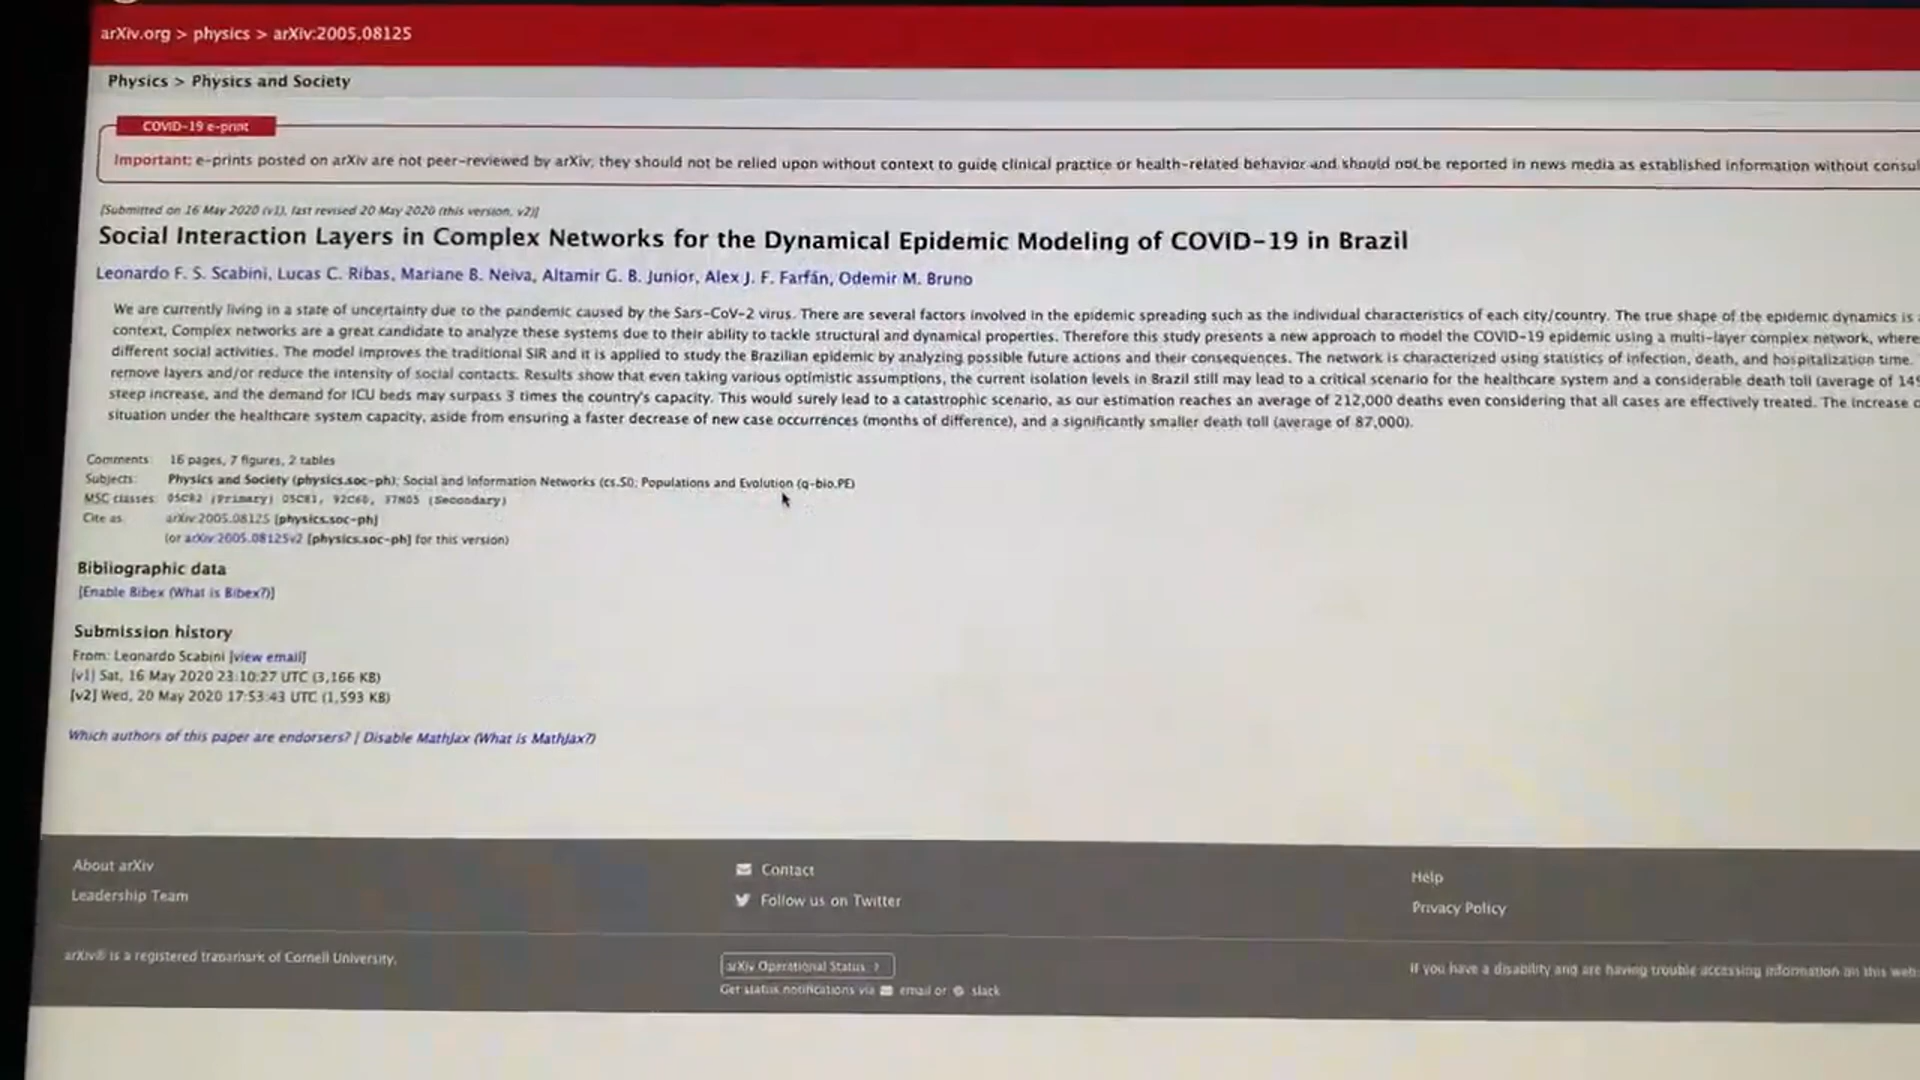 arXiv.org > physics > arXiv:2005.08125
Physics > Physics and Society
COVID-19 e-print
Important: e-prints posted on arXiv are not peer-reviewed by arXiv; they should not be relied upon without context to guide clinical practice or health-related behavior and should not be reported in news media as established information without consul
[Submitted on 16 May 2020 (v1), last revised 20 May 2020 (this version, v2)]
Social Interaction Layers in Complex Networks for the Dynamical Epidemic Modeling of COVID-19 in Brazil
Leonardo F. S. Scabini, Lucas C. Ribas, Mariane B. Neiva, Altamir G. B. Junior, Alex J. F. Farfán, Odemir M. Bruno
We are currently living in a state of uncertainty due to the pandemic caused by the Sars-CoV-2 virus. There are several factors involved in the epidemic spreading such as the individual characteristics of each city/country. The true shape of the epidemic dynamics is
context, Complex networks are a great candidate to analyze these systems due to their ability to tackle structural and dynamical properties. Therefore this study presents a new approach to model the COVID-19 epidemic using a multi-layer complex network, where
different social activities. The model improves the traditional SIR and it is applied to study the Brazilian epidemic by analyzing possible future actions and their consequences. The network is characterized using statistics of infection, death, and hospitalization time.
remove layers and/or reduce the intensity of social contacts. Results show that even taking various optimistic assumptions, the current isolation levels in Brazil still may lead to a critical scenario for the healthcare system and a considerable death toll (average of 149
steep increase, and the demand for ICU beds may surpass 3 times the country's capacity. This would surely lead to a catastrophic scenario, as our estimation reaches an average of 212,000 deaths even considering that all cases are effectively treated. The increase
situation under the healthcare system capacity, aside from ensuring a faster decrease of new case occurrences (months of difference), and a significantly smaller death toll (average of 87,000).
Comments: 16 pages, 7 figures, 2 tables
Subjects: Physics and Society (physics.soc-ph); Social and Information Networks (cs.SI); Populations and Evolution (q-bio.PE)
MSC classes: 05C82 (Primary) 05C81, 92C60, 37N05 (Secondary)
Cite as: arXiv:2005.08125 [physics.soc-ph]
(or arXiv:2005.08125v2 [physics.soc-ph] for this version)
Bibliographic data
[Enable Bibex (What is Bibex?)]
Submission history
From: Leonardo Scabini [view email]
[v1] Sat, 16 May 2020 23:10:27 UTC (3,166 KB)
[v2] Wed, 20 May 2020 17:53:43 UTC (1,593 KB)
Which authors of this paper are endorsers? | Disable MathJax (What is MathJax?)
About arXiv
Leadership Team
Contact
Follow us on Twitter
Help
Privacy Policy
arXiv® is a registered trademark of Cornell University.
arXiv Operational Status >
Get status notifications via email or slack
If you have a disability and are having trouble accessing information on this web